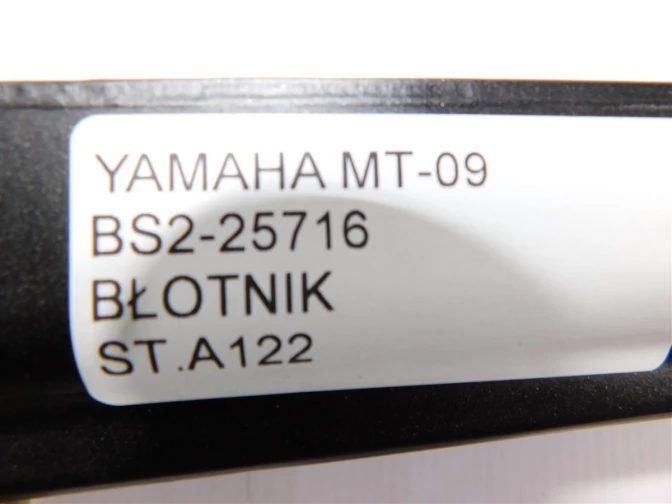 YAMAHA MT-09
BS2-25716
BŁOTNIK
ST.A122